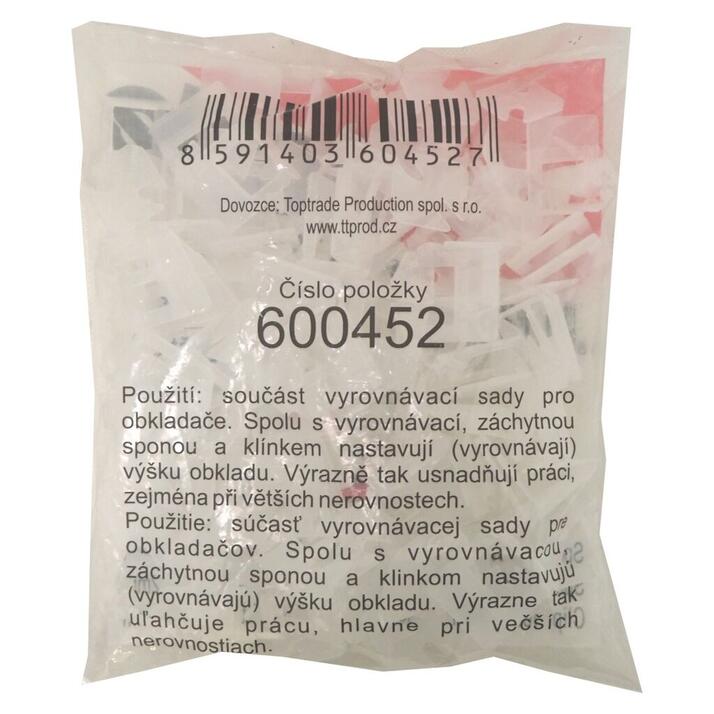 8 591403 604527
Dovozce: Toptrade Production spol. s r.o.
www.ttprod.cz
Číslo položky
600452
Použití: součást vyrovnávací sady pro
obkladače. Spolu s vyrovnávací, záchytnou
sponou a klínkem nastavují (vyrovnávají)
výšku obkladu. Výrazně tak usnadňují práci,
zejména při větších nerovnostech.
Použitie: súčasť vyrovnávacej sady pre
obkladačov. Spolu s vyrovnávacou,
záchytnou sponou a klinkom nastavujú
(vyrovnávajú) výšku obkladu. Výrazne tak
uľahčuje prácu, hlavne pri večších
nerovnostiach.